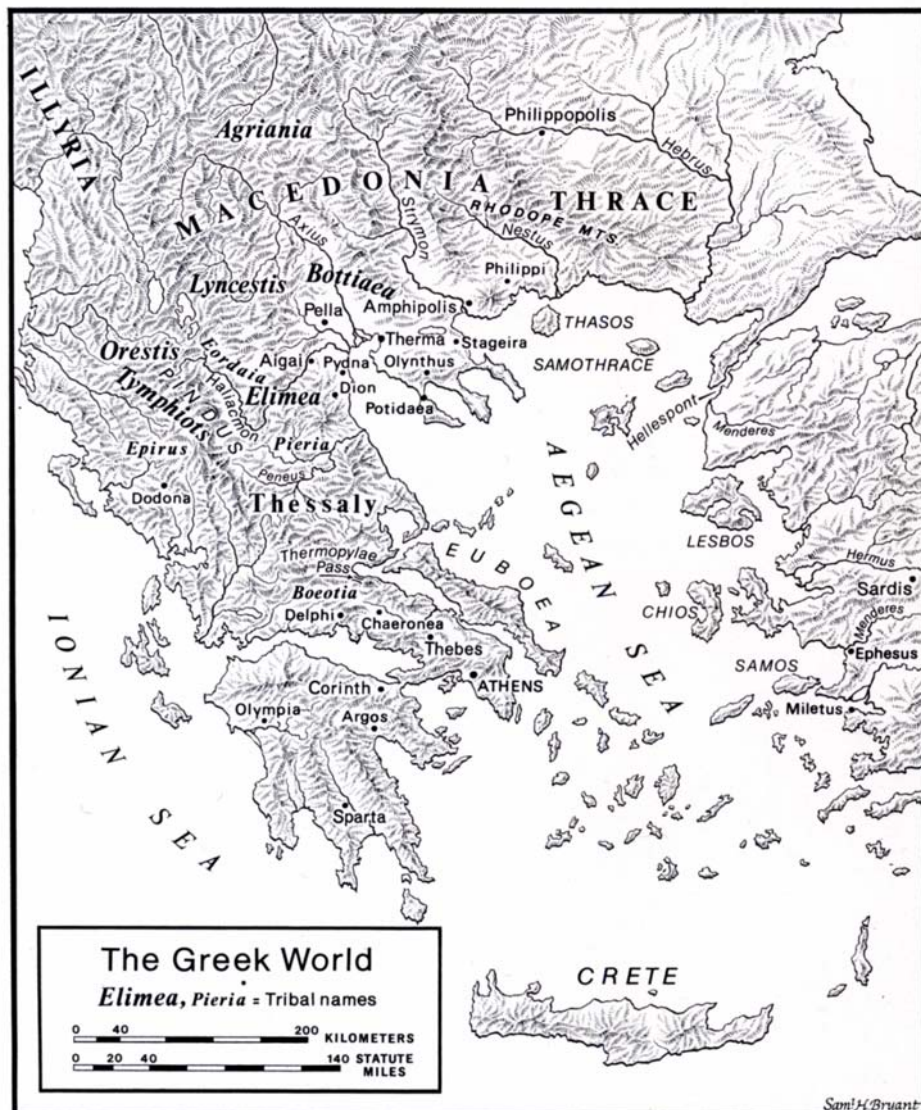 ILLYRIA
Agriania
Philippopolis
Hebrus
MACEDONIA
THRACE
RHODOPE MTS.
Axius
Strymon
Nestus
Lyncestis
Bottiaea
Philippi
Amphipolis
Pella
THASOS
Therma
Stageira
Orestis
Eordaia
Aigai
Pydna
Olynthus
SAMOTHRACE
Tymphiots
PINDUS
Haliacmon
Elimea
Dion
Potidaea
Hellespont
Menderes
Epirus
Pieria
Peneus
Dodona
Thessaly
AEGEAN SEA
LESBOS
EUBOEA
Thermopylae
Pass
Hermus
Sardis
Boeotia
Delphi
Chaeronea
CHIOS
Menderes
Thebes
Ephesus
IONIAN SEA
SAMOS
Corinth
ATHENS
Miletus
Olympia
Argos
Sparta
CRETE
The Greek World
Elimea, Pieria = Tribal names
0 40 200 KILOMETERS
0 20 40 140 STATUTE
MILES
Saml H. Bryant